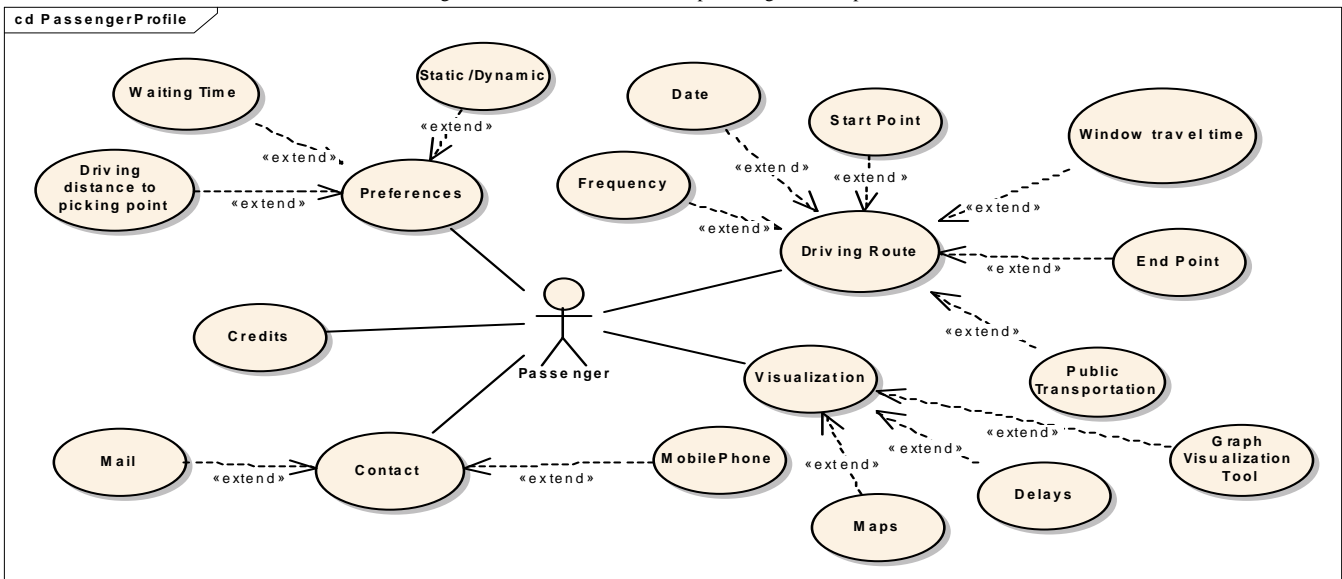 cd PassengerProfile
Waiting Time
Static/Dynamic
«extend»
«extend»
Driving
distance to
picking point
«extend»
Preferences
Date
Start Point
Window travel time
«extend»
«extend»
Frequency
«extend»
«extend»
Driving Route
«extend»
End Point
«extend»
Public
Transportation
Credits
Passenger
Visualization
«extend»
«extend»
Graph
Visualization
Tool
Mail
«extend»
Contact
«extend»
MobilePhone
«extend»
Maps
Delays